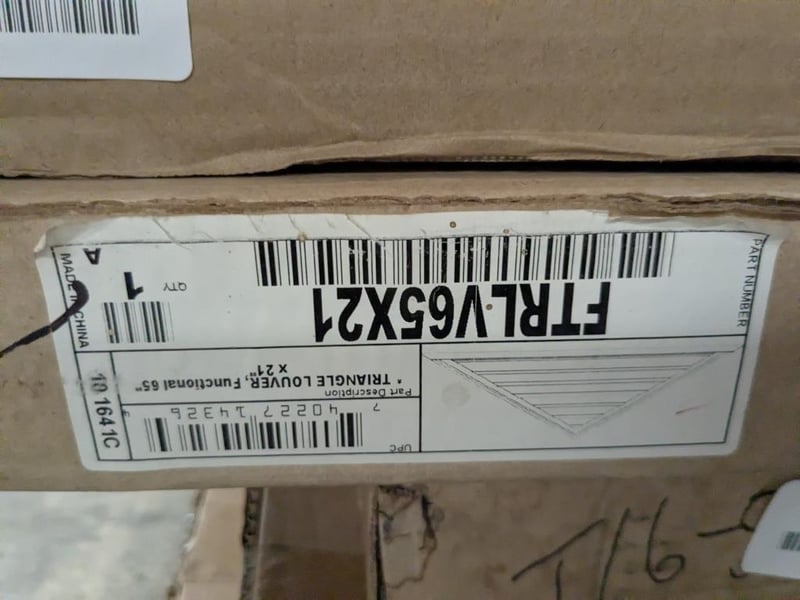 UPC
7 40227 14326
Part Description
* TRIANGLE LOUVER, Functional 65"
x 21"
PART NUMBER
FTRLV65X21
QTY
1
MADE IN CHINA
10 1641C